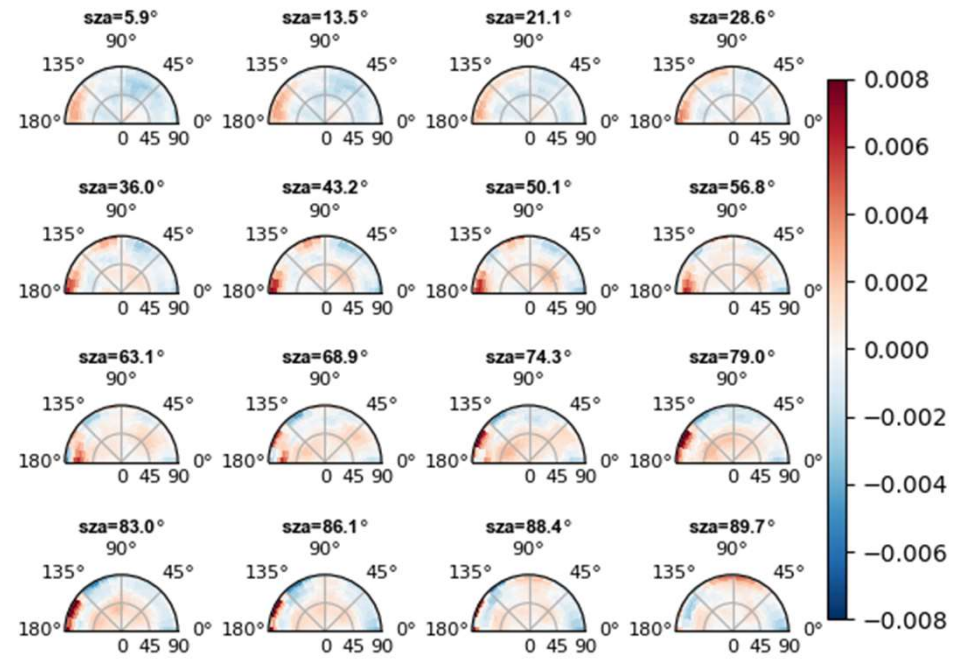 sza=5.9° sza=13.5° sza=21.1° sza=28.6°
90° 90° 90° 90°
135° 45° 135° 45° 135° 45° 135° 45°
0.008
180° 0° 180° 0° 180° 0° 180° 0°
0 45 90 0 45 90 0 45 90 0 45 90
0.006
sza=36.0° sza=43.2° sza=50.1° sza=56.8°
90° 90° 90° 90°
0.004
135° 45° 135° 45° 135° 45° 135° 45°
0.002
180° 0° 180° 0° 180° 0° 180° 0°
0 45 90 0 45 90 0 45 90 0 45 90
0.000
sza=63.1° sza=68.9° sza=74.3° sza=79.0°
90° 90° 90° 90°
135° 45° 135° 45° 135° 45° 135° 45°
−0.002
180° 0° 180° 0° 180° 0° 180° 0°
0 45 90 0 45 90 0 45 90 0 45 90
−0.004
sza=83.0° sza=86.1° sza=88.4° sza=89.7°
90° 90° 90° 90°
−0.006
135° 45° 135° 45° 135° 45° 135° 45°
−0.008
180° 0° 180° 0° 180° 0° 180° 0°
0 45 90 0 45 90 0 45 90 0 45 90